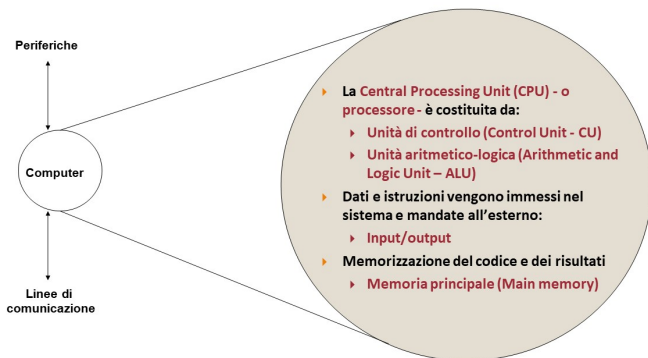 Periferiche
Computer
Linee di
comunicazione
La Central Processing Unit (CPU) - o
processore - è costituita da:
Unità di controllo (Control Unit - CU)
Unità aritmetico-logica (Arithmetic and
Logic Unit – ALU)
Dati e istruzioni vengono immessi nel
sistema e mandate all’esterno:
Input/output
Memorizzazione del codice e dei risultati
Memoria principale (Main memory)